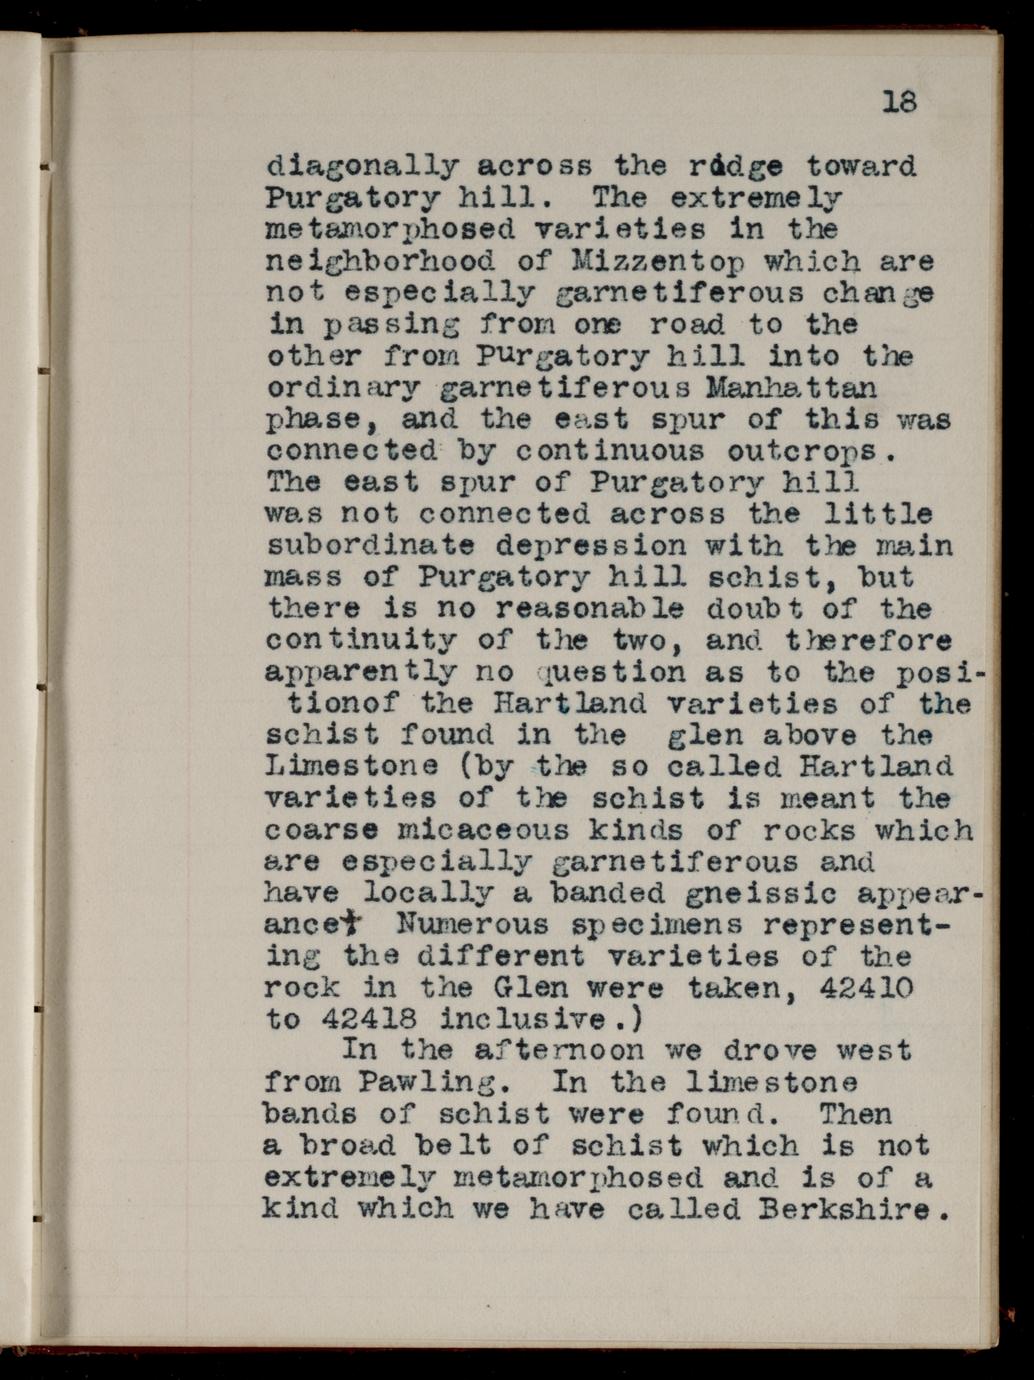 18
diagonally across the ridge toward
Purgatory hill. The extremely
metamorphosed varieties in the
neighborhood of Mizzentop which are
not especially garnetiferous change
in passing from one road to the
other from Purgatory hill into the
ordinary garnetiferous Manhattan
phase, and the east spur of this was
connected by continuous outcrops.
The east spur of Purgatory hill
was not connected across the little
subordinate depression with the main
mass of Purgatory hill schist, but
there is no reasonable doubt of the
continuity of the two, and therefore
apparently no question as to the posi-
tionof the Hartland varieties of the
schist found in the glen above the
Limestone (by the so called Hartland
varieties of the schist is meant the
coarse micaceous kinds of rocks which
are especially garnetiferous and
have locally a banded gneissic appear-
ance. Numerous specimens represent-
ing the different varieties of the
rock in the Glen were taken, 42410
to 42418 inclusive.)
In the afternoon we drove west
from Pawling. In the limestone
bands of schist were found. Then
a broad belt of schist which is not
extremely metamorphosed and is of a
kind which we have called Berkshire.